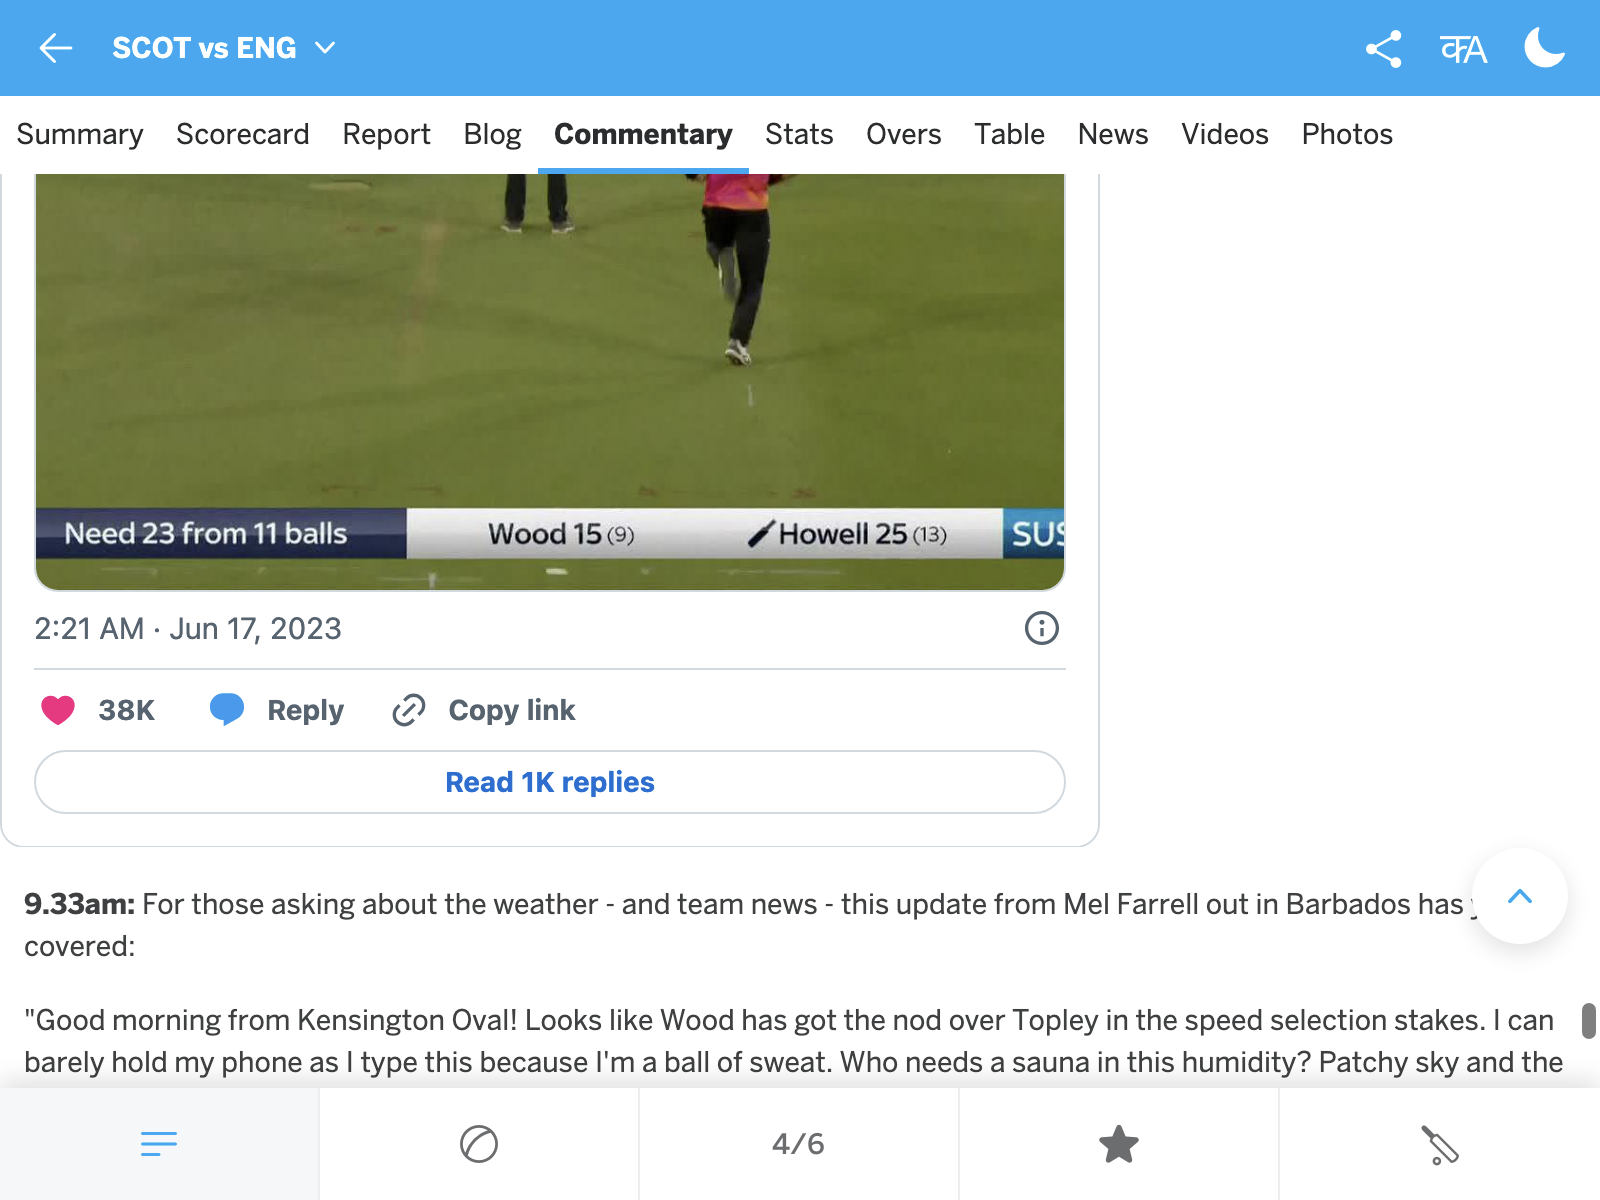 SCOT vs ENG
Summary Scorecard Report Blog Commentary Stats Overs Table News Videos Photos
Need 23 from 11 balls Wood 15 (9) Howell 25 (13) SUS
2:21 AM · Jun 17, 2023
38K Reply Copy link
Read 1K replies
9.33am: For those asking about the weather - and team news - this update from Mel Farrell out in Barbados has
covered:
"Good morning from Kensington Oval! Looks like Wood has got the nod over Topley in the speed selection stakes. I can
barely hold my phone as I type this because I'm a ball of sweat. Who needs a sauna in this humidity? Patchy sky and the
4/6